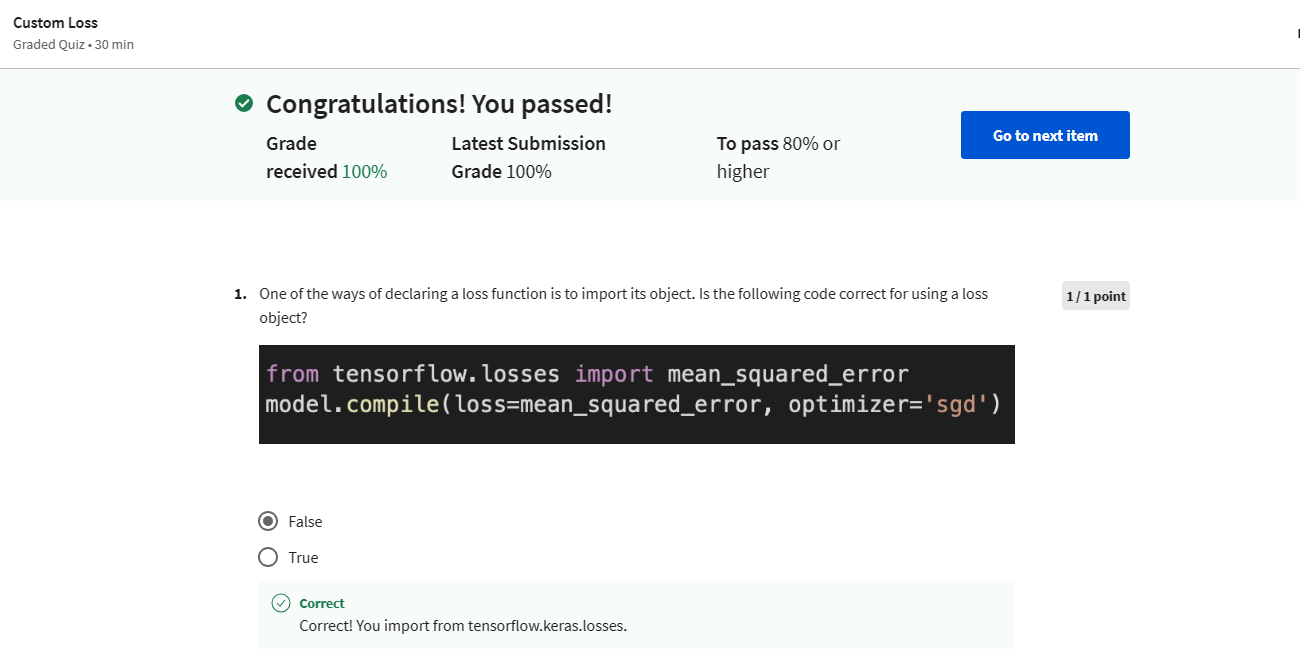 Custom Loss
Graded Quiz • 30 min
Congratulations! You passed!
Grade
received 100%
Latest Submission
Grade 100%
To pass 80% or
higher
Go to next item
1. One of the ways of declaring a loss function is to import its object. Is the following code correct for using a loss
object?
1 / 1 point
from tensorflow.losses import mean_squared_error
model.compile(loss=mean_squared_error, optimizer='sgd')
False
True
Correct
Correct! You import from tensorflow.keras.losses.